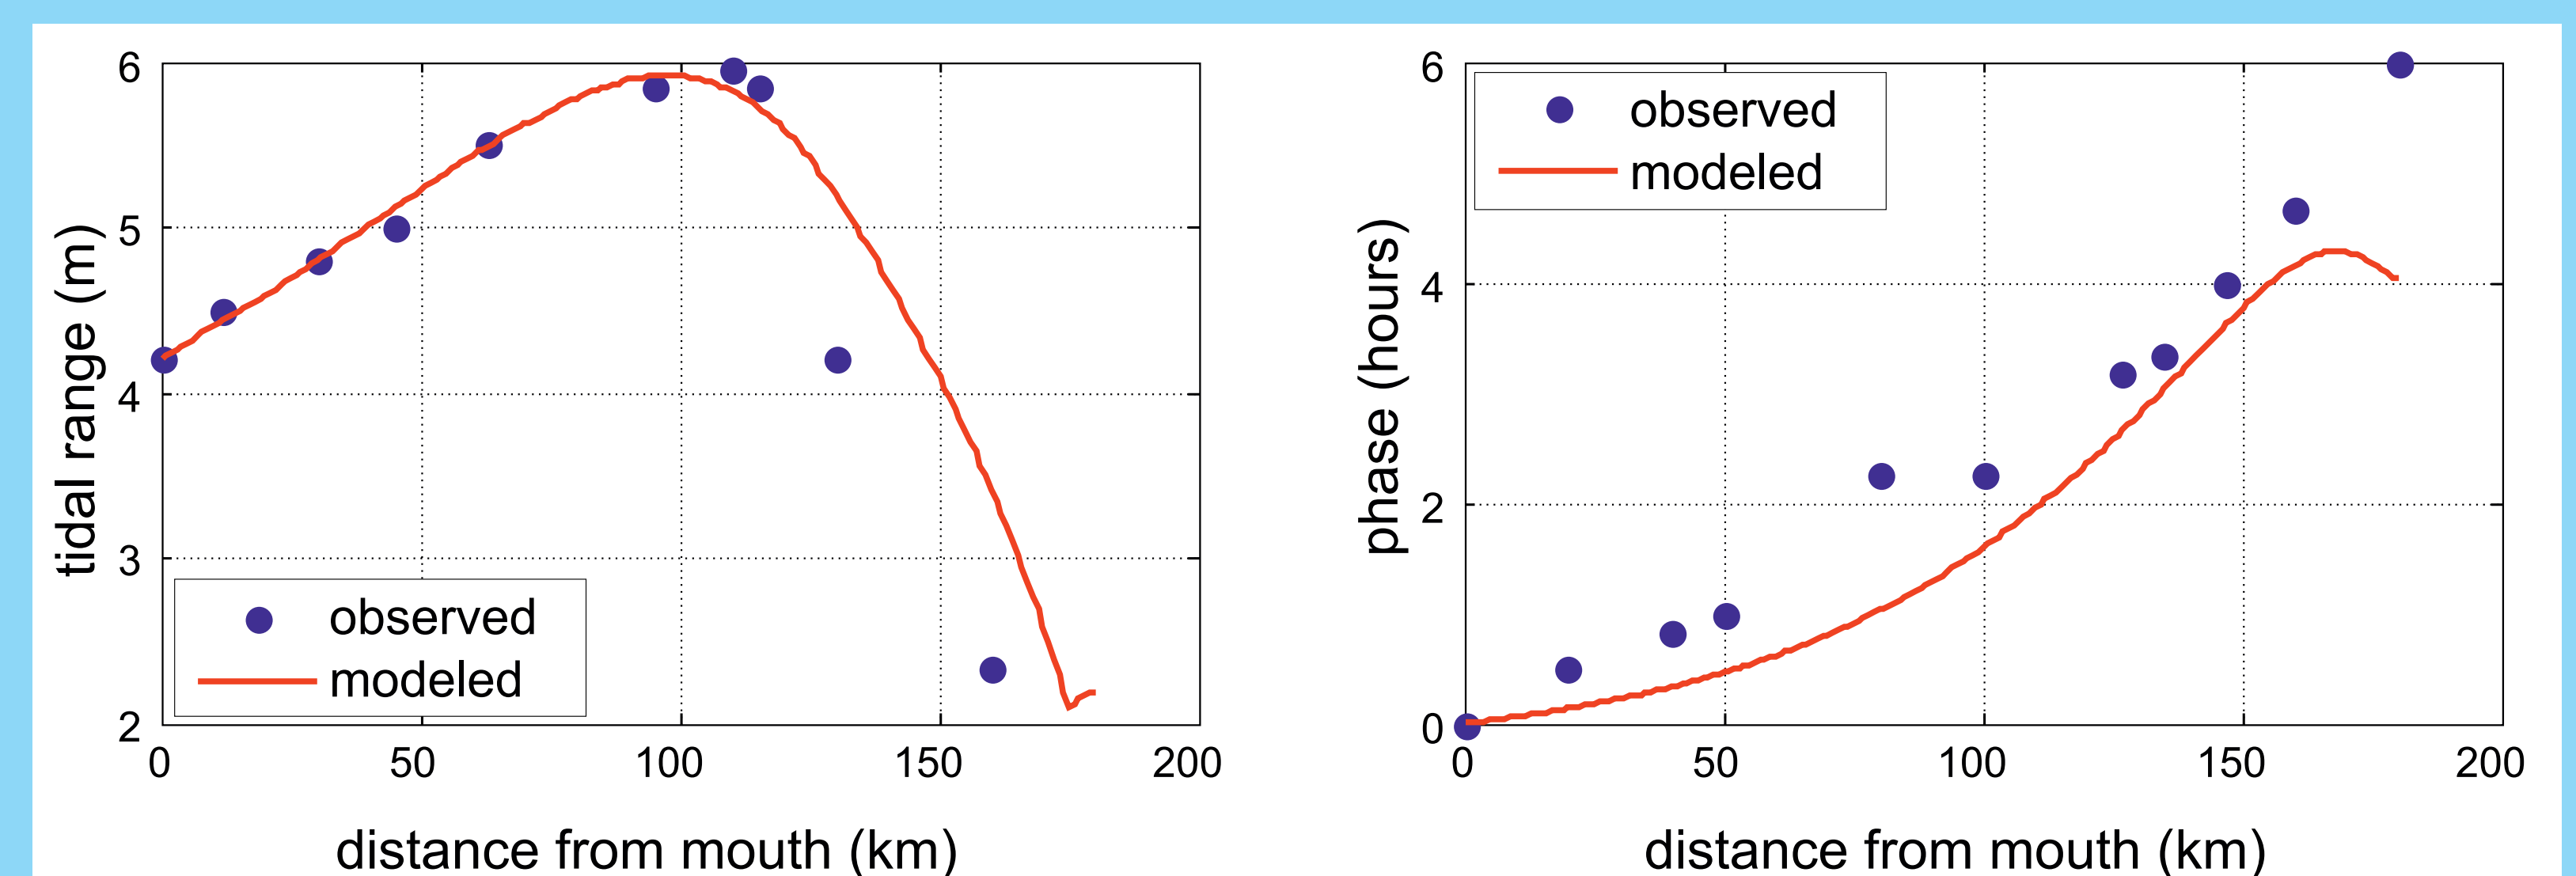 tidal range (m)
6
5
4
3
2
observed
modeled
0 50 100 150 200
distance from mouth (km)
phase (hours)
6
4
2
0
observed
modeled
0 50 100 150 200
distance from mouth (km)